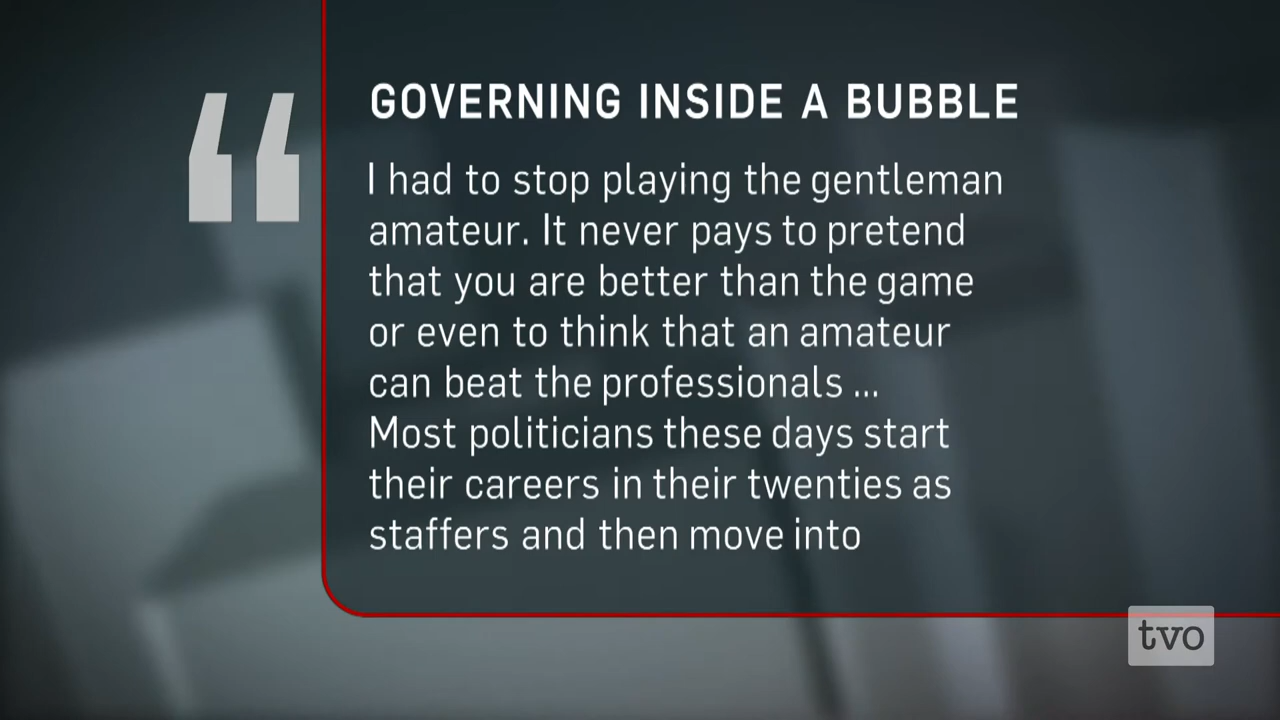 GOVERNING INSIDE A BUBBLE
I had to stop playing the gentleman
amateur. It never pays to pretend
that you are better than the game
or even to think that an amateur
can beat the professionals ...
Most politicians these days start
their careers in their twenties as
staffers and then move into
tvo